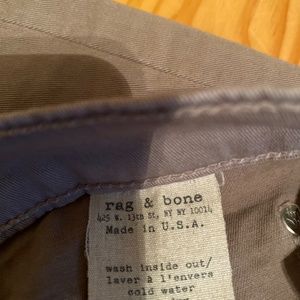 rag & bone
425 W. 13th St, NY NY 10014
Made in U.S.A.
wash inside out/
laver à l'envers
cold water